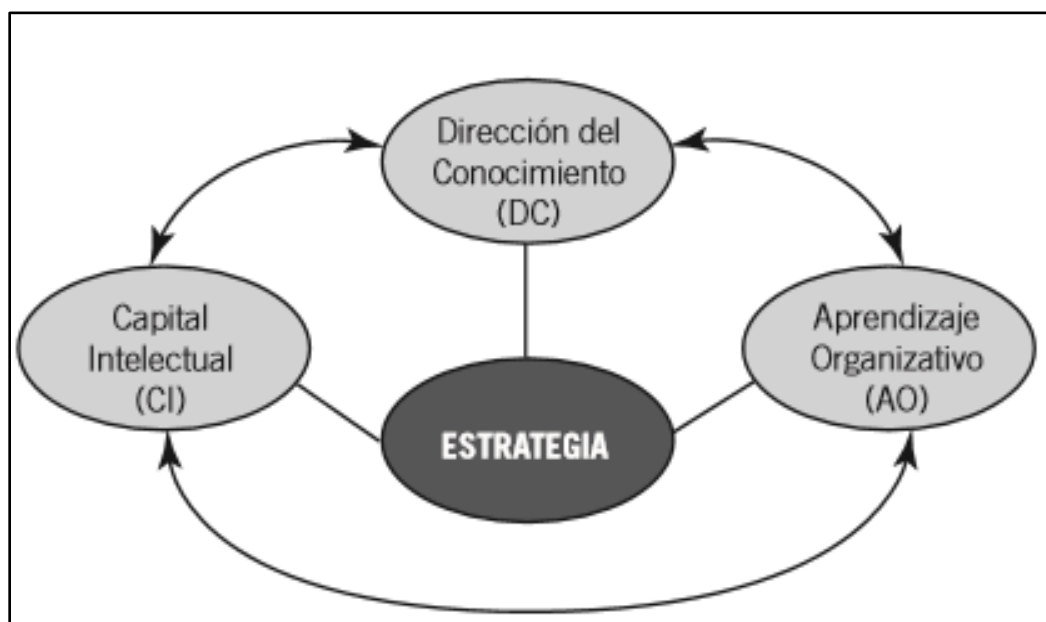 Dirección del
Conocimiento
(DC)
Capital
Intelectual
(CI)
Aprendizaje
Organizativo
(AO)
ESTRATEGIA